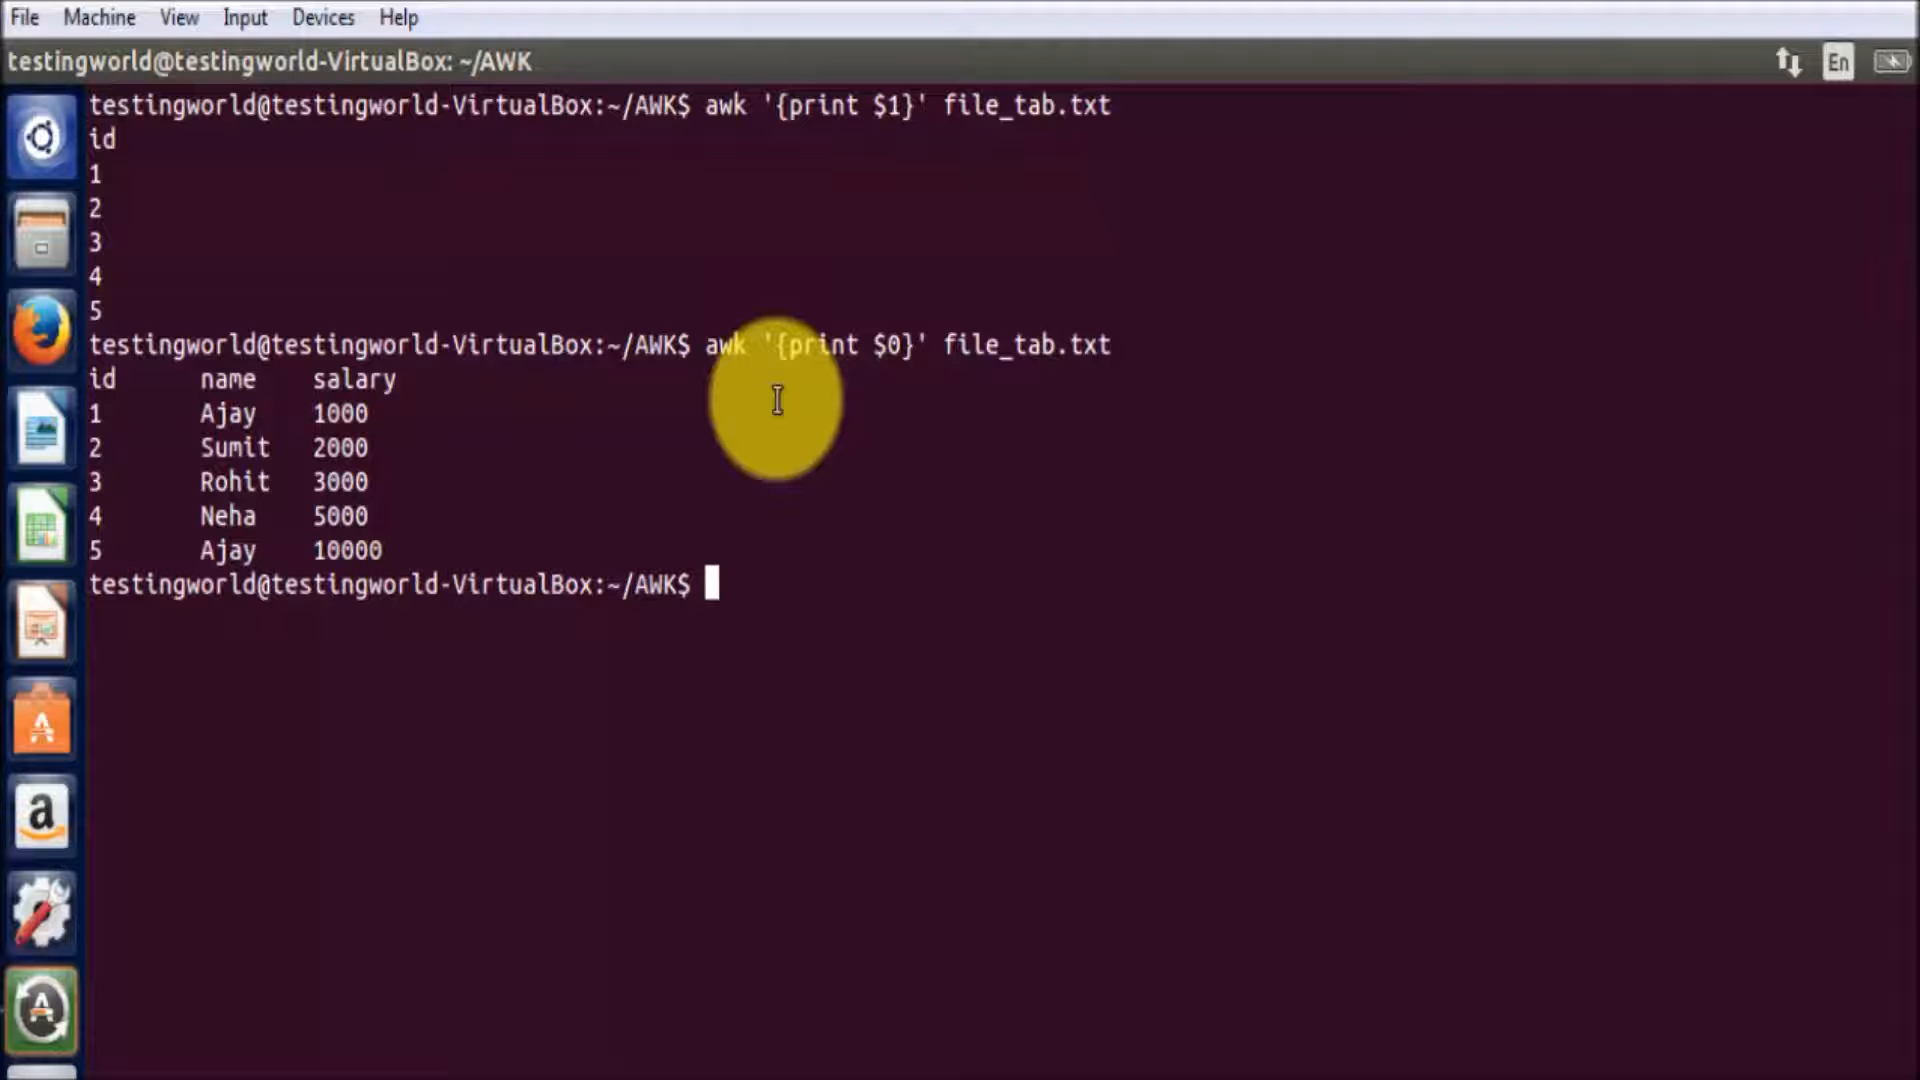 File Machine View Input Devices Help
testingworld@testingworld-VirtualBox: ~/AWK En
testingworld@testingworld-VirtualBox:~/AWK$ awk '{print $1}' file_tab.txt
id
1
2
3
4
5
testingworld@testingworld-VirtualBox:~/AWK$ awk '{print $0}' file_tab.txt
id name salary
1 Ajay 1000
2 Sumit 2000
3 Rohit 3000
4 Neha 5000
5 Ajay 10000
testingworld@testingworld-VirtualBox:~/AWK$